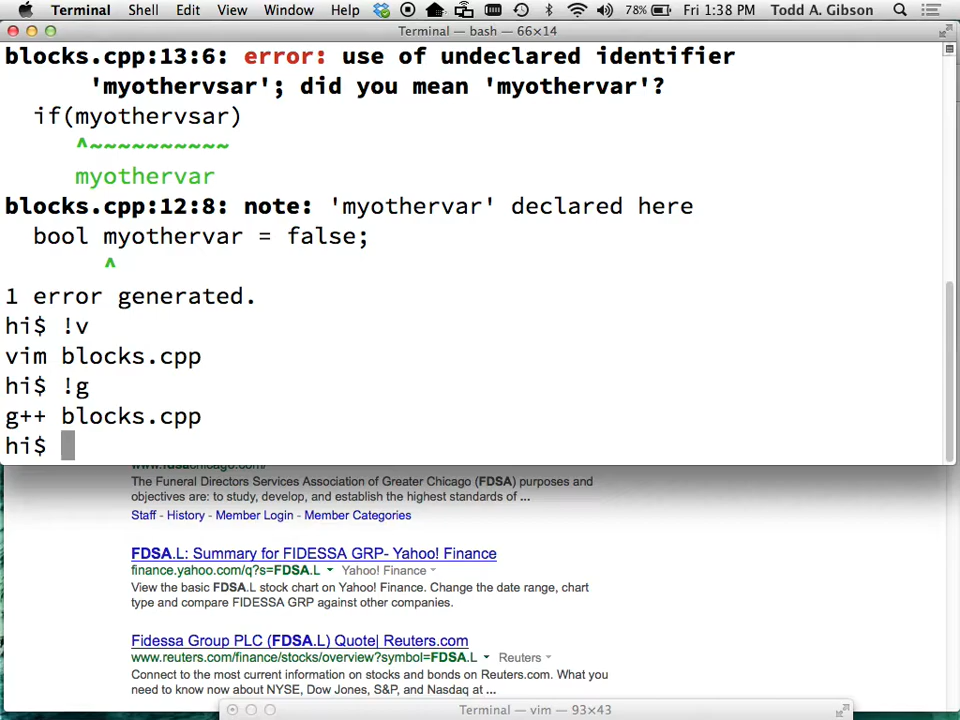 Terminal Shell Edit View Window Help 78% Fri 1:38 PM Todd A. Gibson
Terminal — bash — 66×14
blocks.cpp:13:6: error: use of undeclared identifier
'myothervsar'; did you mean 'myothervar'?
if(myothervsar)
^~~~~~~~~~~
myothervar
blocks.cpp:12:8: note: 'myothervar' declared here
bool myothervar = false;
^
1 error generated.
hi$ !v
vim blocks.cpp
hi$ !g
g++ blocks.cpp
hi$
www.fdsachicago.com/
The Funeral Directors Services Association of Greater Chicago (FDSA) purposes and
objectives are: to study, develop, and establish the highest standards of ...
Staff - History - Member Login - Member Categories
FDSA.L: Summary for FIDESSA GRP- Yahoo! Finance
finance.yahoo.com/q?s=FDSA.L Yahoo! Finance
View the basic FDSA.L stock chart on Yahoo! Finance. Change the date range, chart
type and compare FIDESSA GRP against other companies.
Fidessa Group PLC (FDSA.L) Quote| Reuters.com
www.reuters.com/finance/stocks/overview?symbol=FDSA.L Reuters
Connect to the most current information on stocks and bonds on Reuters.com. How you
need to know now about NYSE, Dow Jones, S&P, and Nasdaq at ...
Terminal — vim — 93×43